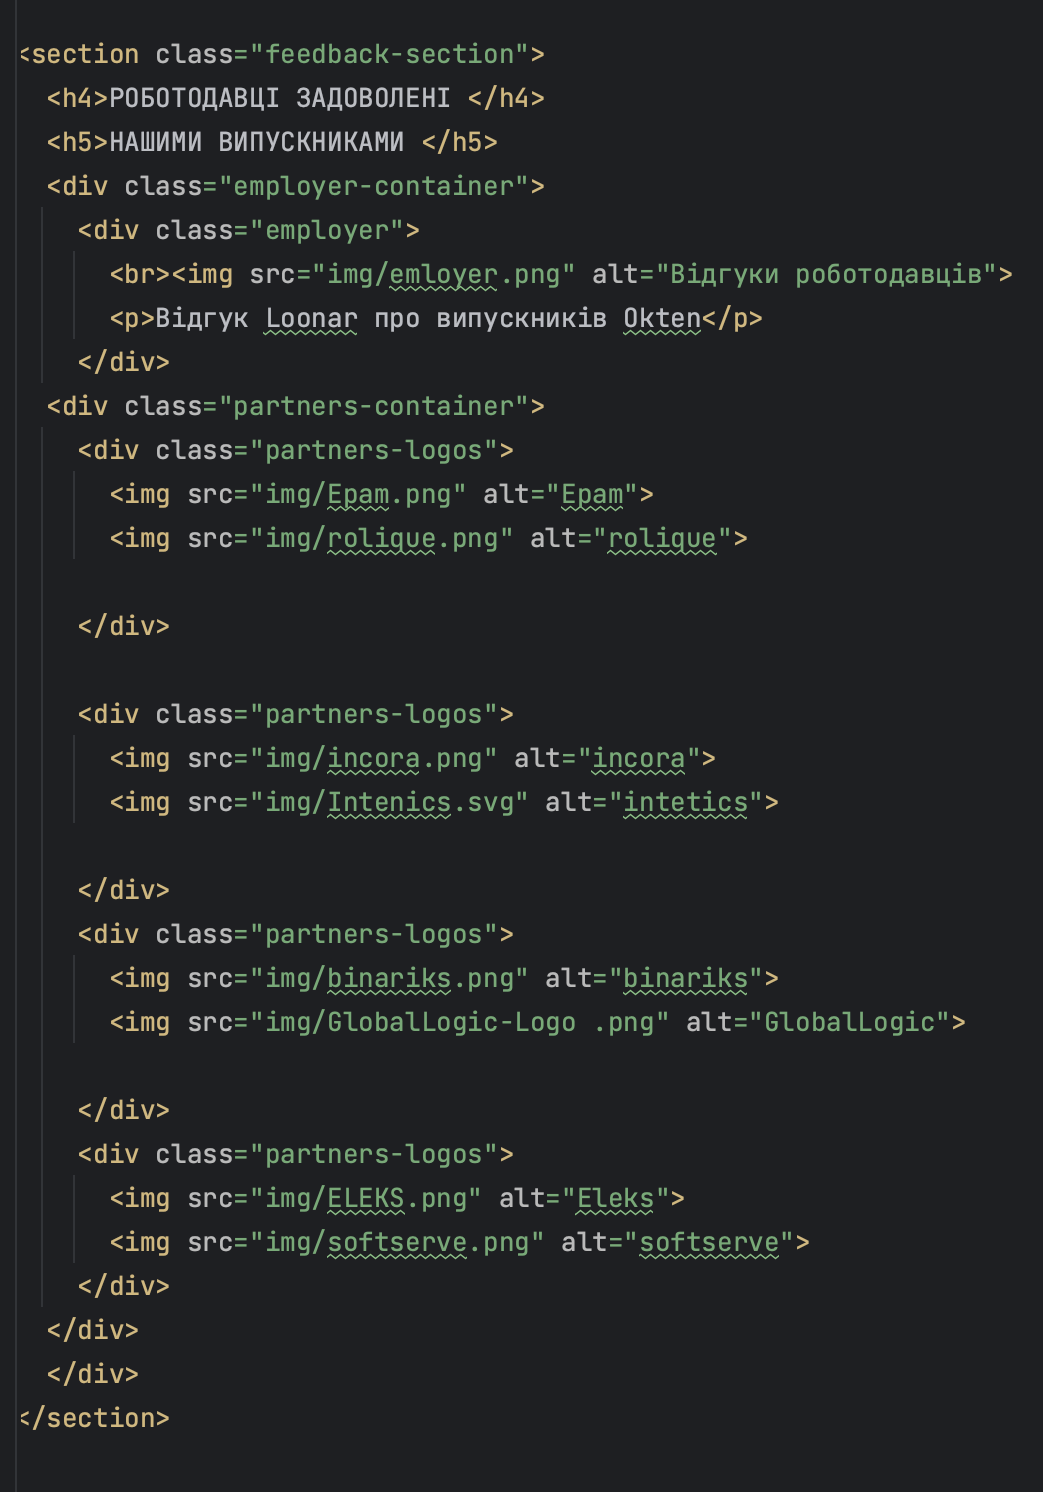 <section class="feedback-section">
<h4>РОБОТОДАВЦІ ЗАДОВОЛЕНІ </h4>
<h5>НАШИМИ ВИПУСКНИКАМИ </h5>
<div class="employer-container">
<div class="employer">
<br><img src="img/emloyer.png" alt="Відгуки роботодавців">
<p>Відгук Loonar про випускників Okten</p>
</div>
<div class="partners-container">
<div class="partners-logos">
<img src="img/Epam.png" alt="Epam">
<img src="img/rolique.png" alt="rolique">
</div>
<div class="partners-logos">
<img src="img/incora.png" alt="incora">
<img src="img/Intenics.svg" alt="intetics">
</div>
<div class="partners-logos">
<img src="img/binariks.png" alt="binariks">
<img src="img/GlobalLogic-Logo .png" alt="GlobalLogic">
</div>
<div class="partners-logos">
<img src="img/ELEKS.png" alt="Eleks">
<img src="img/softserve.png" alt="softserve">
</div>
</div>
</div>
</section>